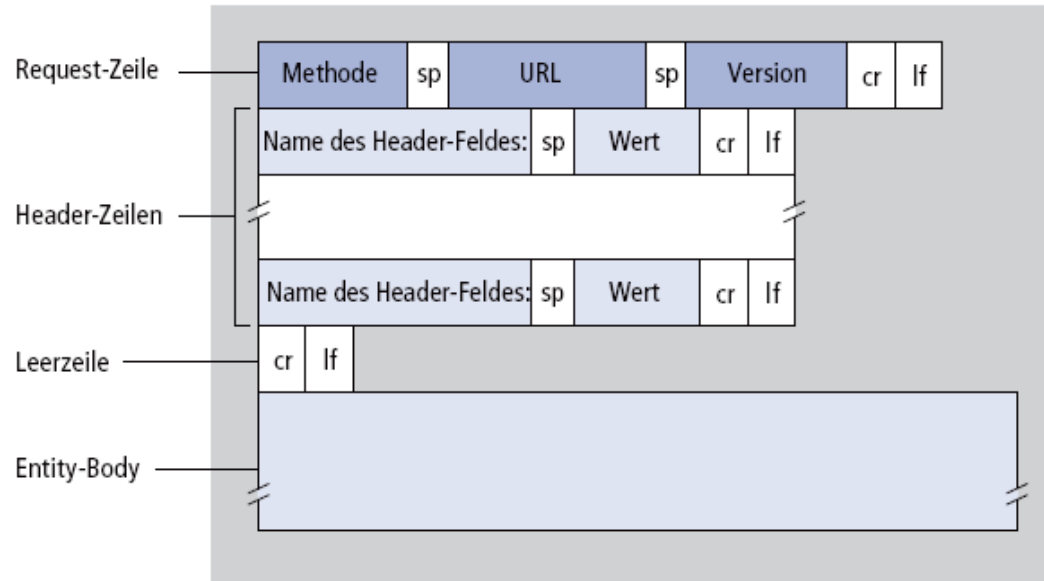 Request-Zeile Methode sp URL sp Version cr lf
Name des Header-Feldes: sp Wert cr lf
Header-Zeilen
Name des Header-Feldes: sp Wert cr lf
Leerzeile cr lf
Entity-Body